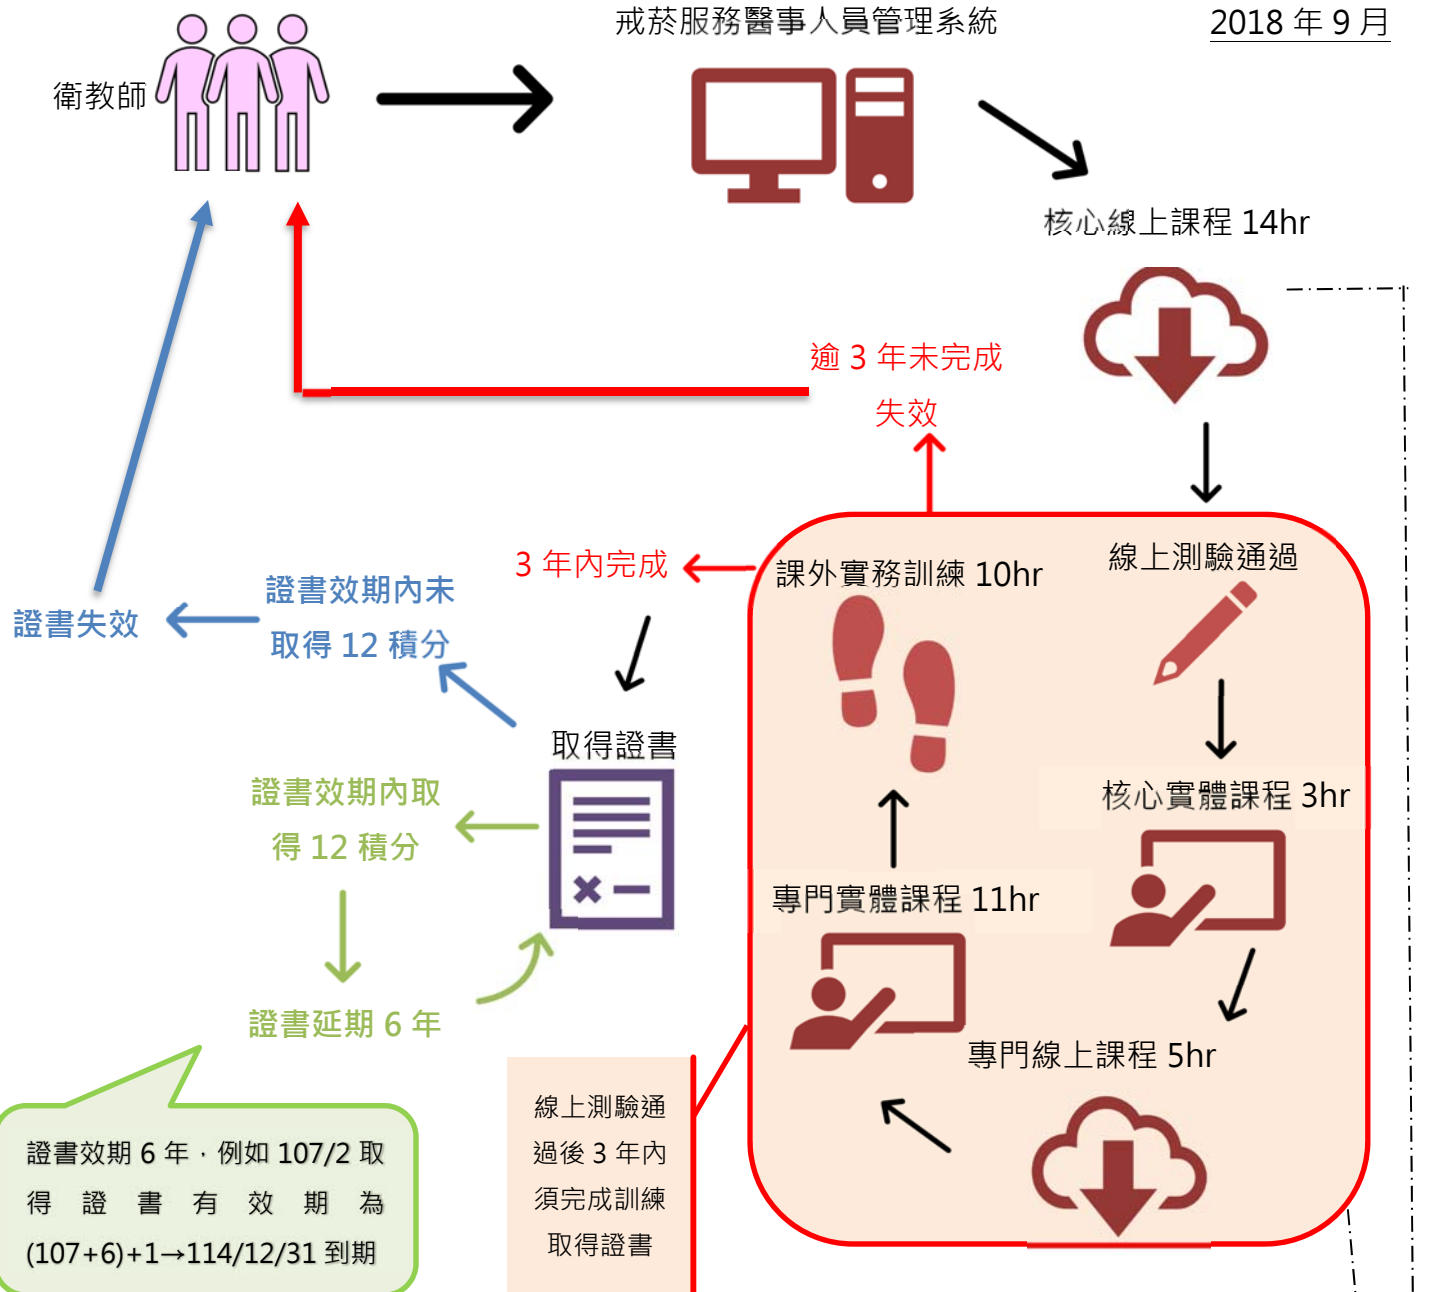 戒菸服務醫事人員管理系統
2018 年 9 月
衛教師
核心線上課程 14hr
逾 3 年未完成
失效
線上測驗通過
3 年內完成
課外實務訓練 10hr
證書效期內未
取得 12 積分
證書失效
取得證書
核心實體課程 3hr
證書效期內取
得 12 積分
專門實體課程 11hr
證書延期 6 年
專門線上課程 5hr
線上測驗通
過後 3 年內
須完成訓練
取得證書
證書效期 6 年，例如 107/2 取
得證書有效期為
(107+6)+1→114/12/31 到期